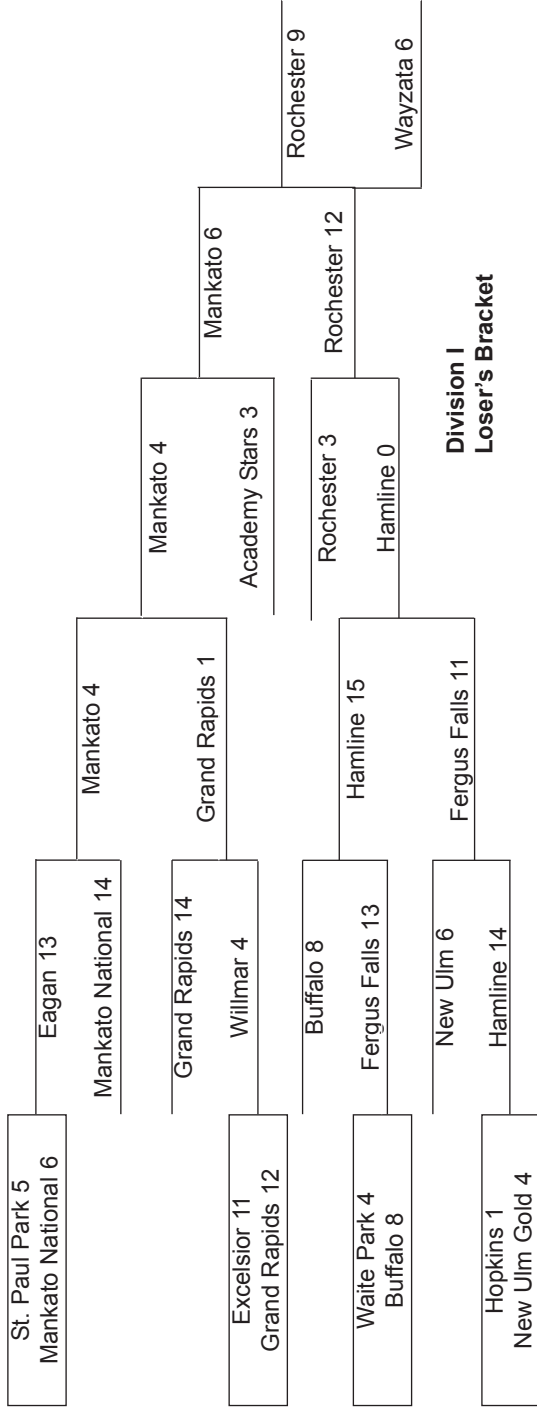 St. Paul Park 5
Mankato National 6
Excelsior 11
Grand Rapids 12
Waite Park 4
Buffalo 8
Hopkins 1
New Ulm Gold 4
Eagan 13
Mankato National 14
Grand Rapids 14
Willmar 4
Buffalo 8
Fergus Falls 13
New Ulm 6
Hamline 14
Mankato 4
Grand Rapids 1
Hamline 15
Fergus Falls 11
Mankato 4
Academy Stars 3
Rochester 3
Hamline 0
Mankato 6
Rochester 12
Rochester 9
Wayzata 6
Division I
Loser's Bracket